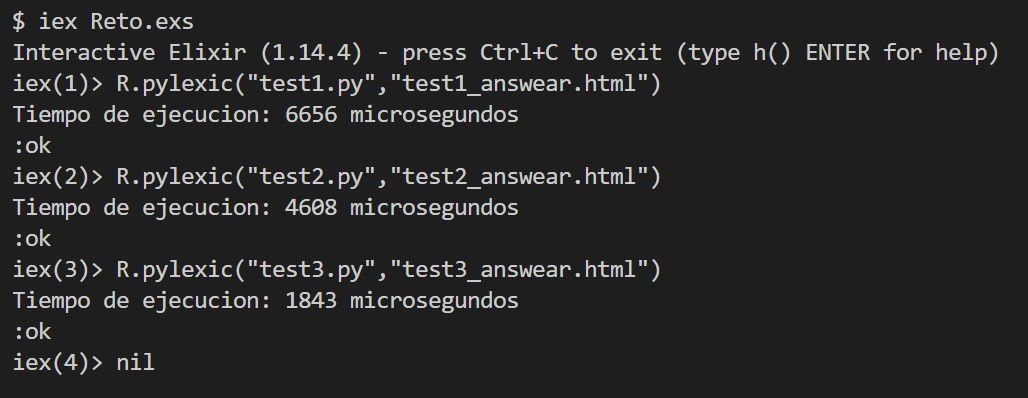 $ iex Reto.exs
Interactive Elixir (1.14.4) - press Ctrl+C to exit (type h() ENTER for help)
iex(1)> R.pylexic("test1.py","test1_answear.html")
Tiempo de ejecucion: 6656 microsegundos
:ok
iex(2)> R.pylexic("test2.py","test2_answear.html")
Tiempo de ejecucion: 4608 microsegundos
:ok
iex(3)> R.pylexic("test3.py","test3_answear.html")
Tiempo de ejecucion: 1843 microsegundos
:ok
iex(4)> nil